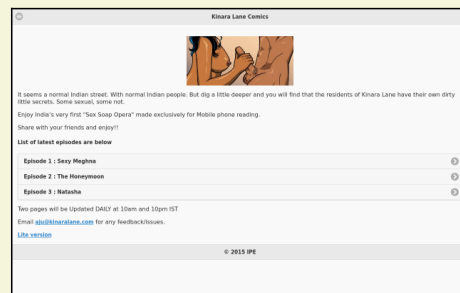 Kinara Lane Comics
It seems a normal Indian street. With normal Indian people. But dig a little deeper and you will find that the residents of Kinara Lane have their own dirty
little secrets. Some sexual, some not.
Enjoy India's very first "Sex Soap Opera" made exclusively for Mobile phone reading.
Share with your friends and enjoy!!
List of latest episodes are below
Episode 1 : Sexy Meghna
Episode 2 : The Honeymoon
Episode 3 : Natasha
Two pages will be Updated DAILY at 10am and 10pm IST
Email aju@kinaralane.com for any feedback/issues.
Lite version
© 2015 IPE